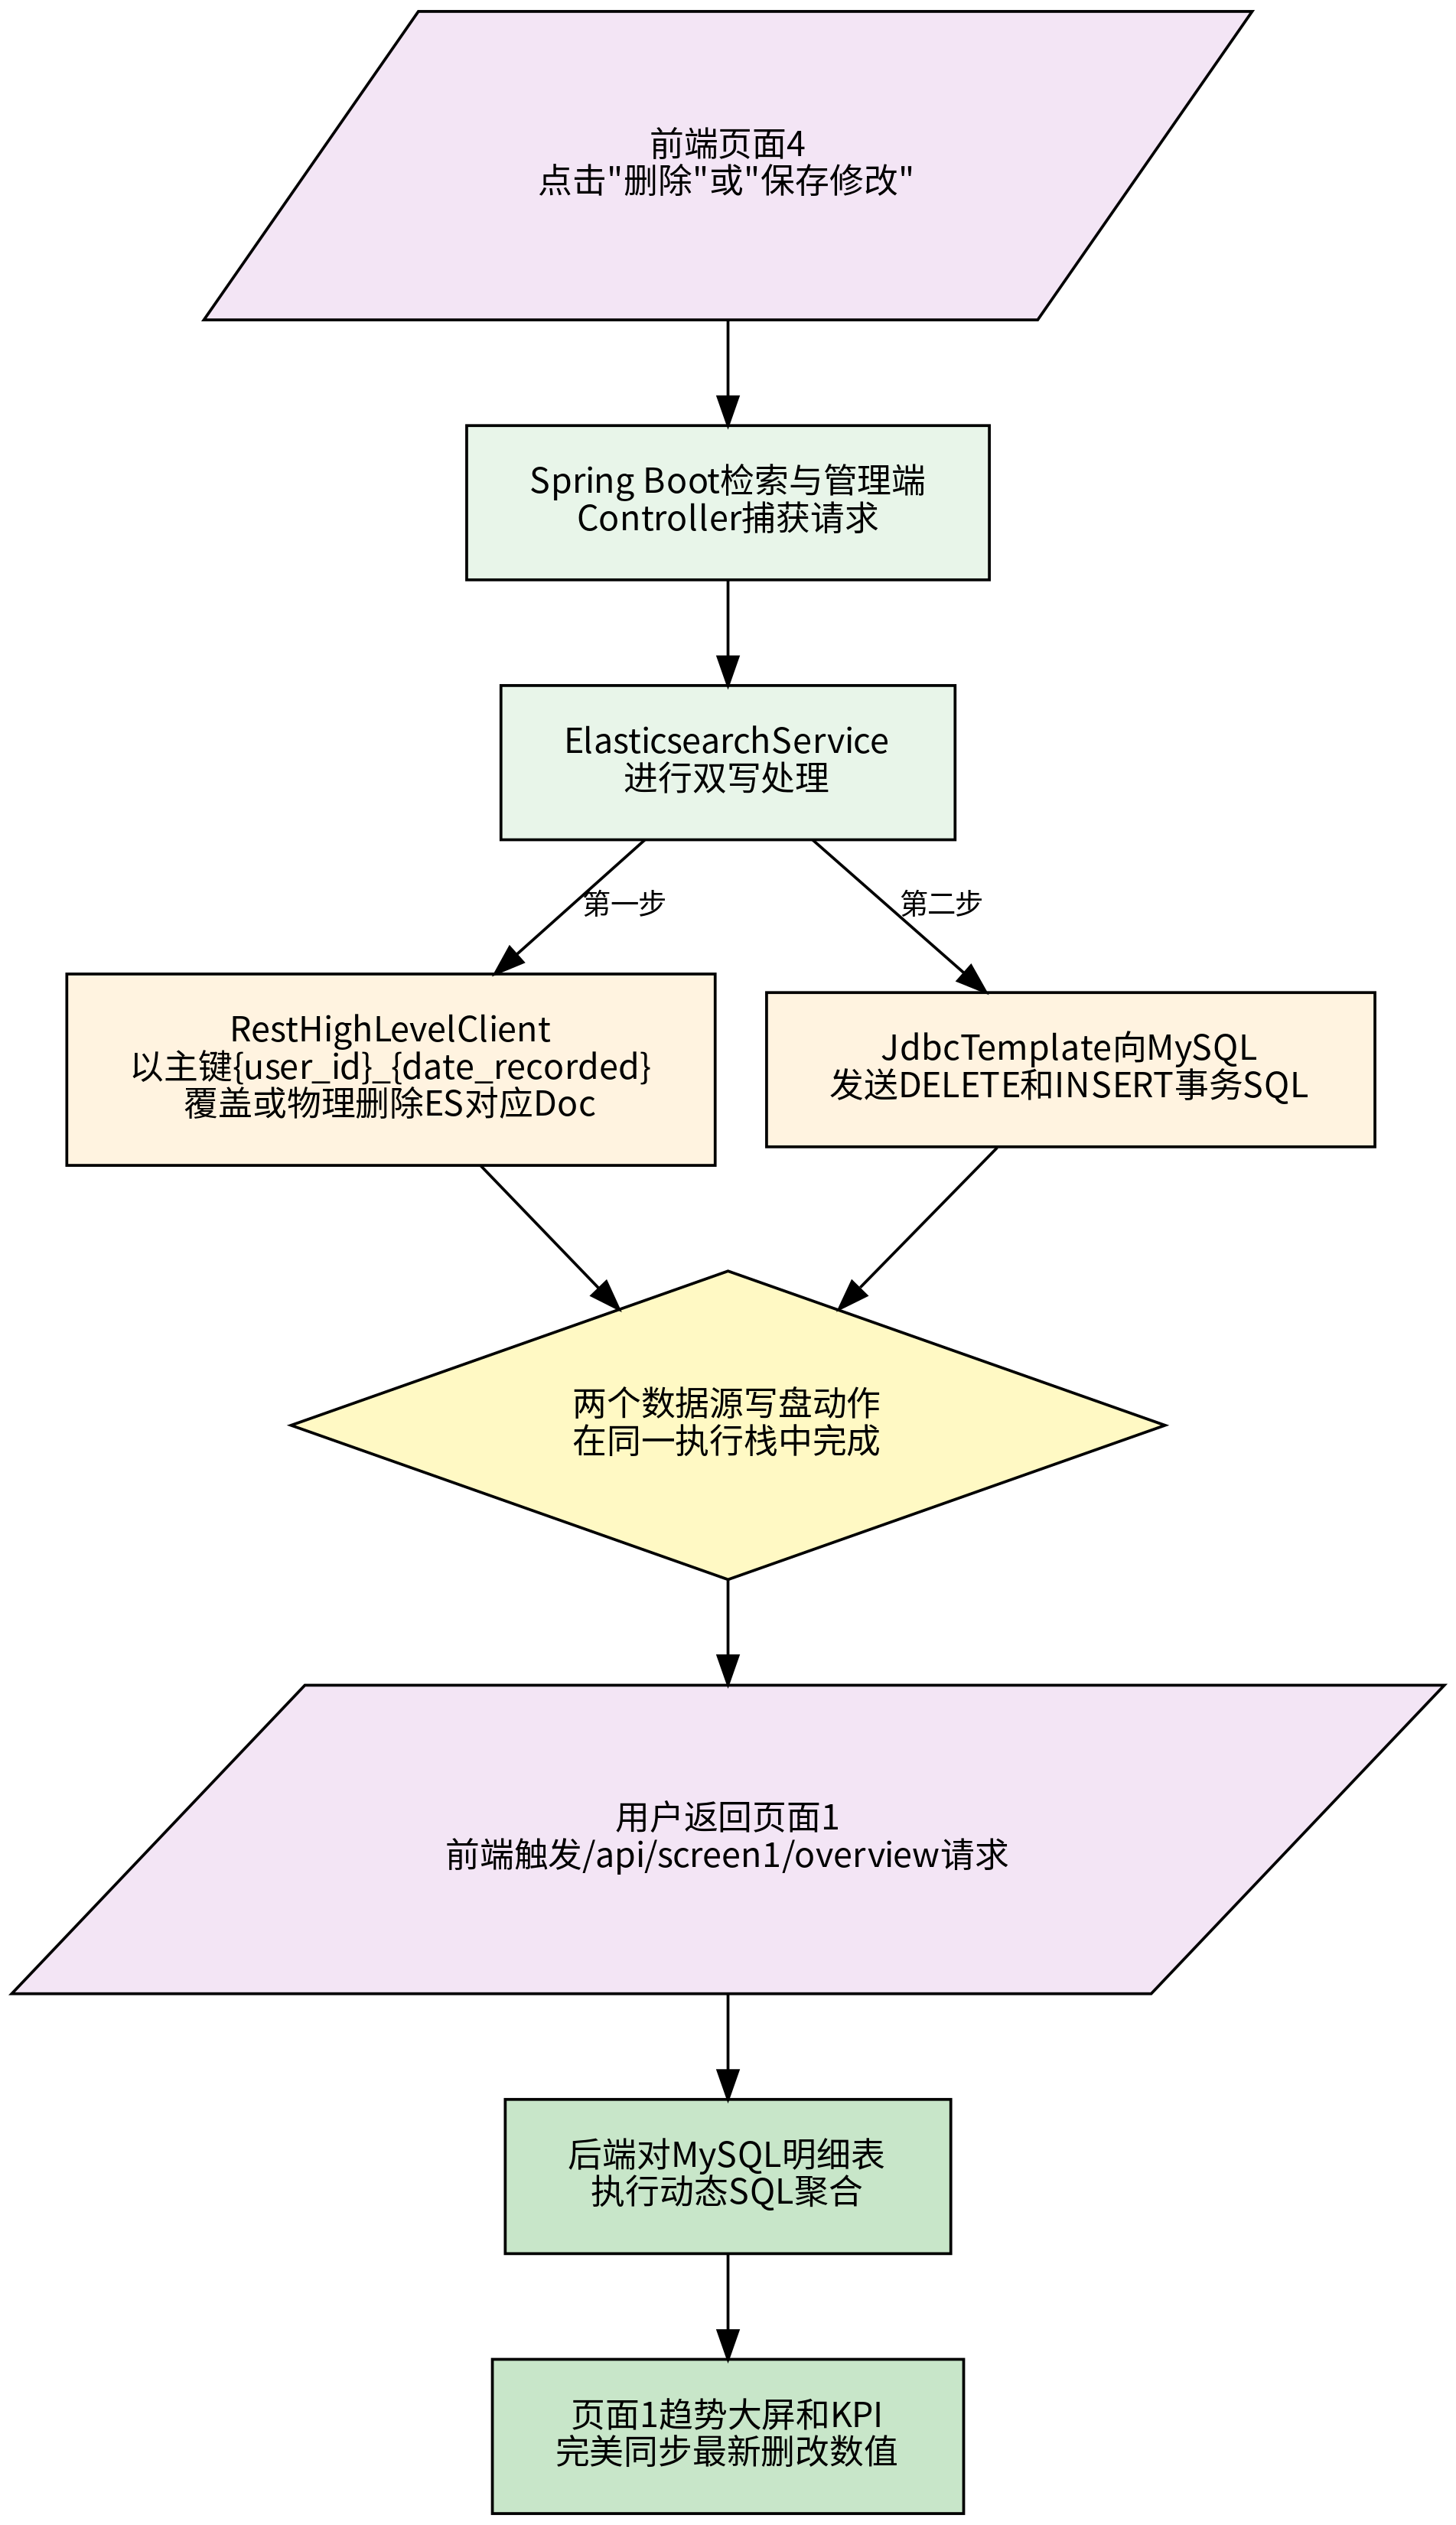 前端页面4
点击"删除"或"保存修改"
Spring Boot检索与管理端
Controller捕获请求
ElasticsearchService
进行双写处理
第一步
第二步
RestHighLevelClient
以主键{user_id}_{date_recorded}
覆盖或物理删除ES对应Doc
JdbcTemplate向MySQL
发送DELETE和INSERT事务SQL
两个数据源写盘动作
在同一执行栈中完成
用户返回页面1
前端触发/api/screen1/overview请求
后端对MySQL明细表
执行动态SQL聚合
页面1趋势大屏和KPI
完美同步最新删改数值